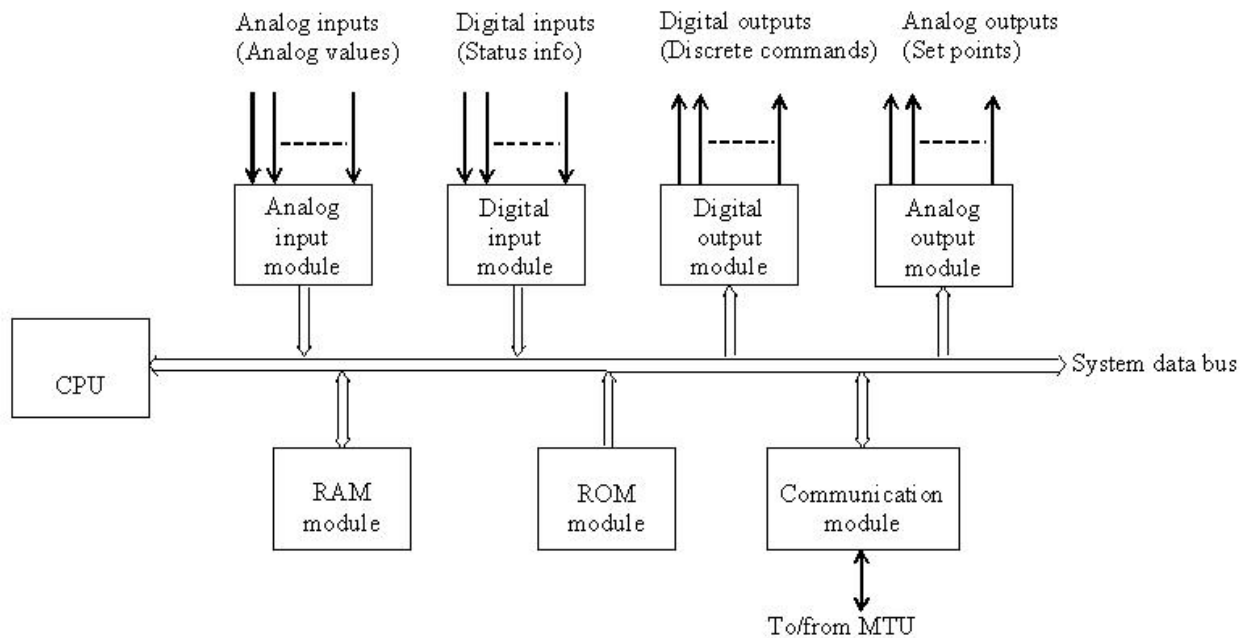 Analog inputs
(Analog values)
Digital inputs
(Status info)
Digital outputs
(Discrete commands)
Analog outputs
(Set points)
Analog
input
module
Digital
input
module
Digital
output
module
Analog
output
module
CPU
System data bus
RAM
module
ROM
module
Communication
module
To/from MTU